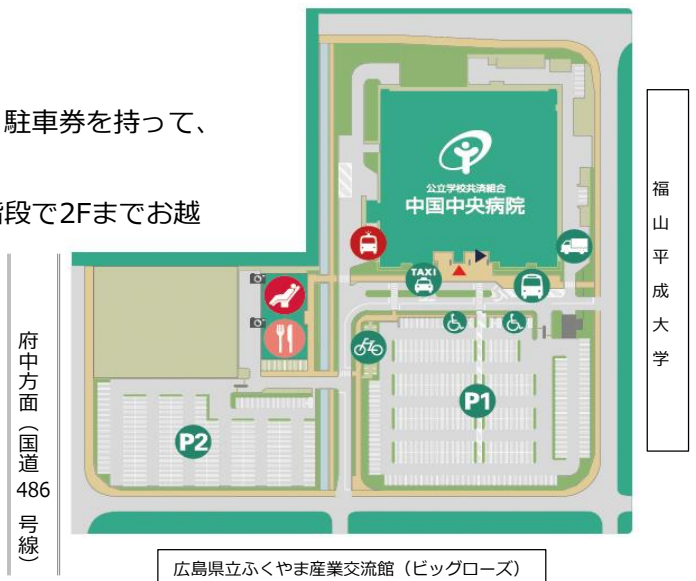 駐車券を持って、
階段で2Fまでお越
公立学校共済組合
中国中央病院
TAXI
P1
P2
府中方面（国道486号線）
福山平成大学
広島県立ふくやま産業交流館（ビッグローズ）